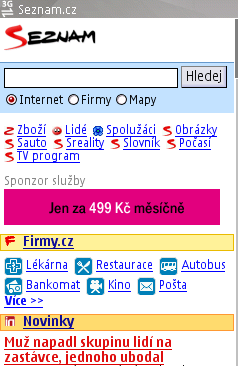 3G Seznam.cz
SEZNAM
Hledej
Internet Firmy Mapy
Zboží Lidé Spolužáci Obrázky
Sauto Sreality Slovník Počasí
TV program
Sponzor služby
Jen za 499 Kč měsíčně
Firmy.cz
Lékárna Restaurace Autobus
Bankomat Kino Pošta
Více >>
Novinky
Muž napadl skupinu lidí na
zastávce, jednoho ubodal